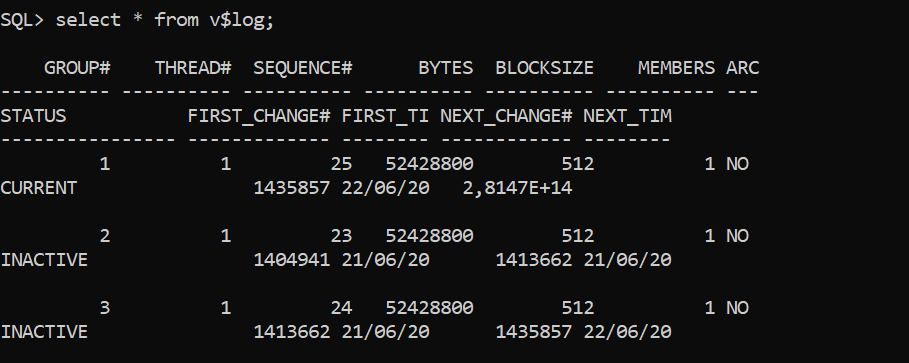 SQL> select * from v$log;
    GROUP#    THREAD#  SEQUENCE#      BYTES  BLOCKSIZE    MEMBERS ARC
---------- ---------- ---------- ---------- ---------- ---------- ---
STATUS           FIRST_CHANGE# FIRST_TI NEXT_CHANGE# NEXT_TIM
---------------- ------------- -------- ------------ --------
         1          1         25   52428800        512          1 NO
CURRENT                1435857 22/06/20   2,8147E+14
         2          1         23   52428800        512          1 NO
INACTIVE               1404941 21/06/20      1413662 21/06/20
         3          1         24   52428800        512          1 NO
INACTIVE               1413662 21/06/20      1435857 22/06/20